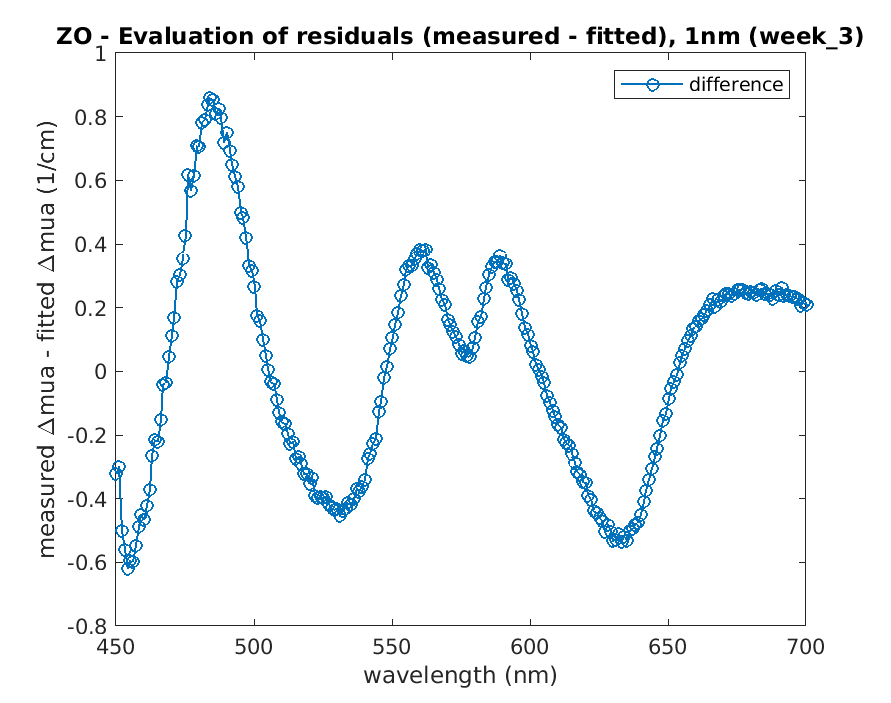 ZO - Evaluation of residuals (measured - fitted), 1nm (week_3)
difference
measured Δmua - fitted Δmua (1/cm)
1
0.8
0.6
0.4
0.2
0
-0.2
-0.4
-0.6
-0.8
450 500 550 600 650 700
wavelength (nm)